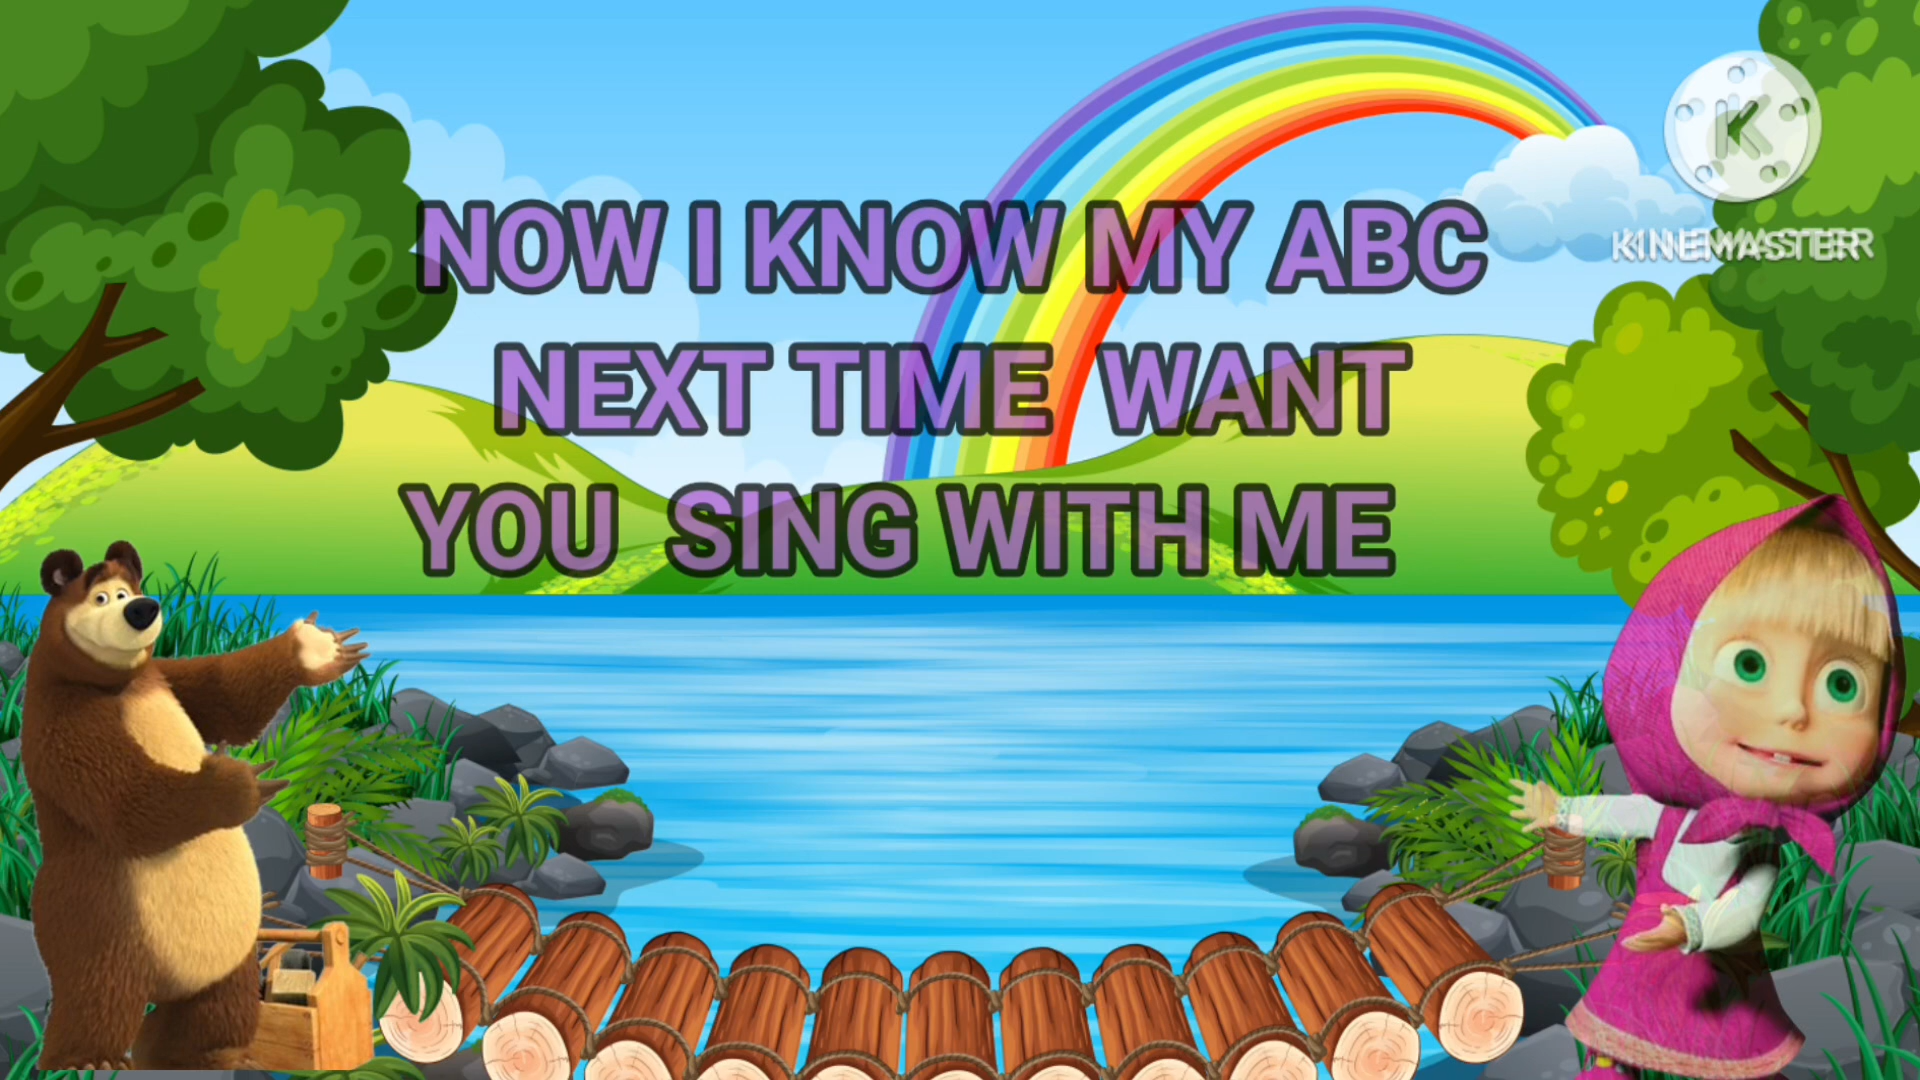 NOW I KNOW MY ABC
NEXT TIME WANT
YOU SING WITH ME
K
KINEMASTER